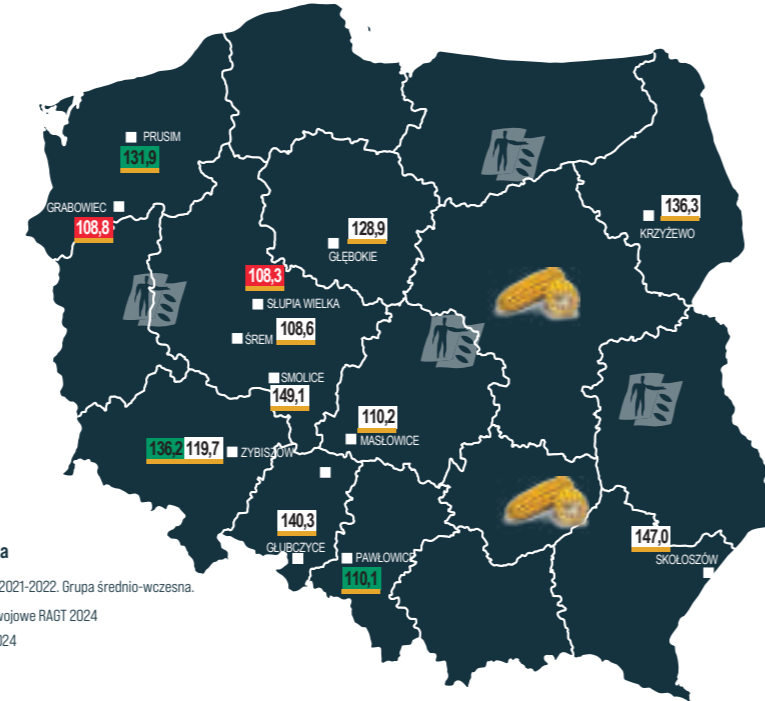 PRUSIM
131,9
GRABOWIEC
108,8
136,3
KRZYŻEWO
128,9
GŁĘBOKIE
108,3
SŁUPIA WIELKA
ŚREM 108,6
SMOLICE
149,1
110,2
MASŁOWICE
136,2 119,7 ZYBISZÓW
140,3
GŁUBCZYCE
PAWŁOWICE
110,1
147,0
SKOŁOSZÓW
a
2021-2022. Grupa średnio-wczesna.
wojowe RAGT 2024
024